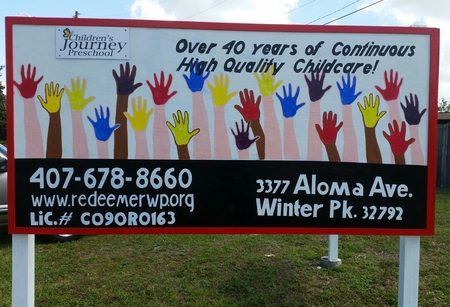 Children's
Journey
Preschool
Over 40 years of Continuous
High Quality Childcare!
407-678-8660
www.redeemerwp.org
Lic.# C09OR0163
3377 Aloma Ave.
Winter Pk. 32792